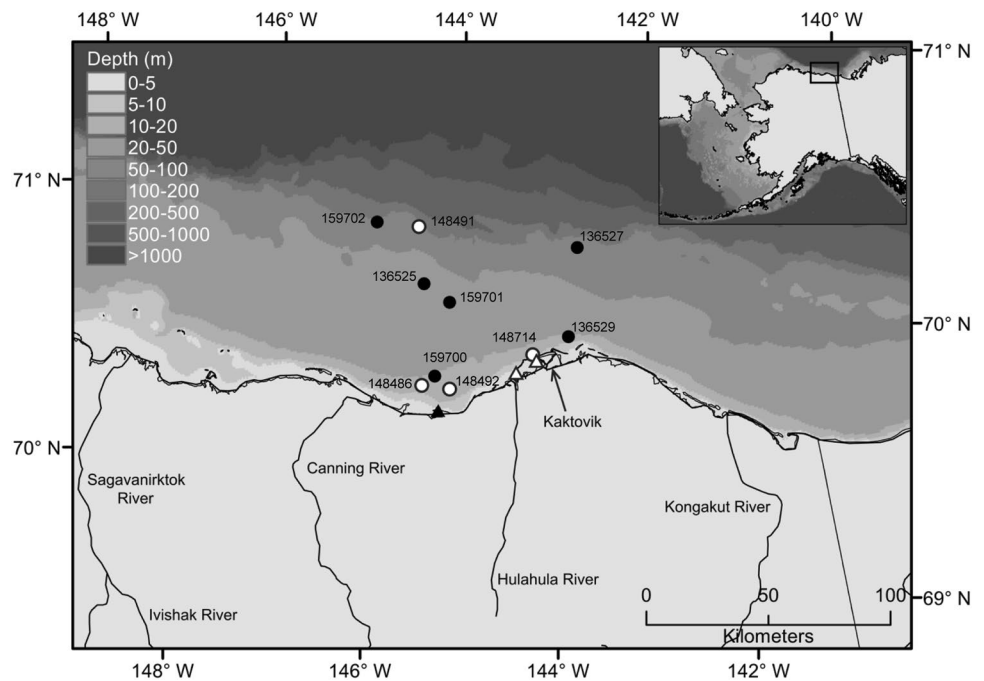 148° W 146° W 144° W 142° W 140° W
71° N
Depth (m)
0-5
5-10
10-20
20-50
50-100
100-200
200-500
500-1000
>1000
71° N
159702
148491
136527
136525
159701
70° N
136529
148714
159700
148486
148492
Kaktovik
70° N
Canning River
Sagavanirktok
River
Kongakut River
Hulahula River
0 50 100
69° N
Ivishak River
Kilometers
148° W 146° W 144° W 142° W